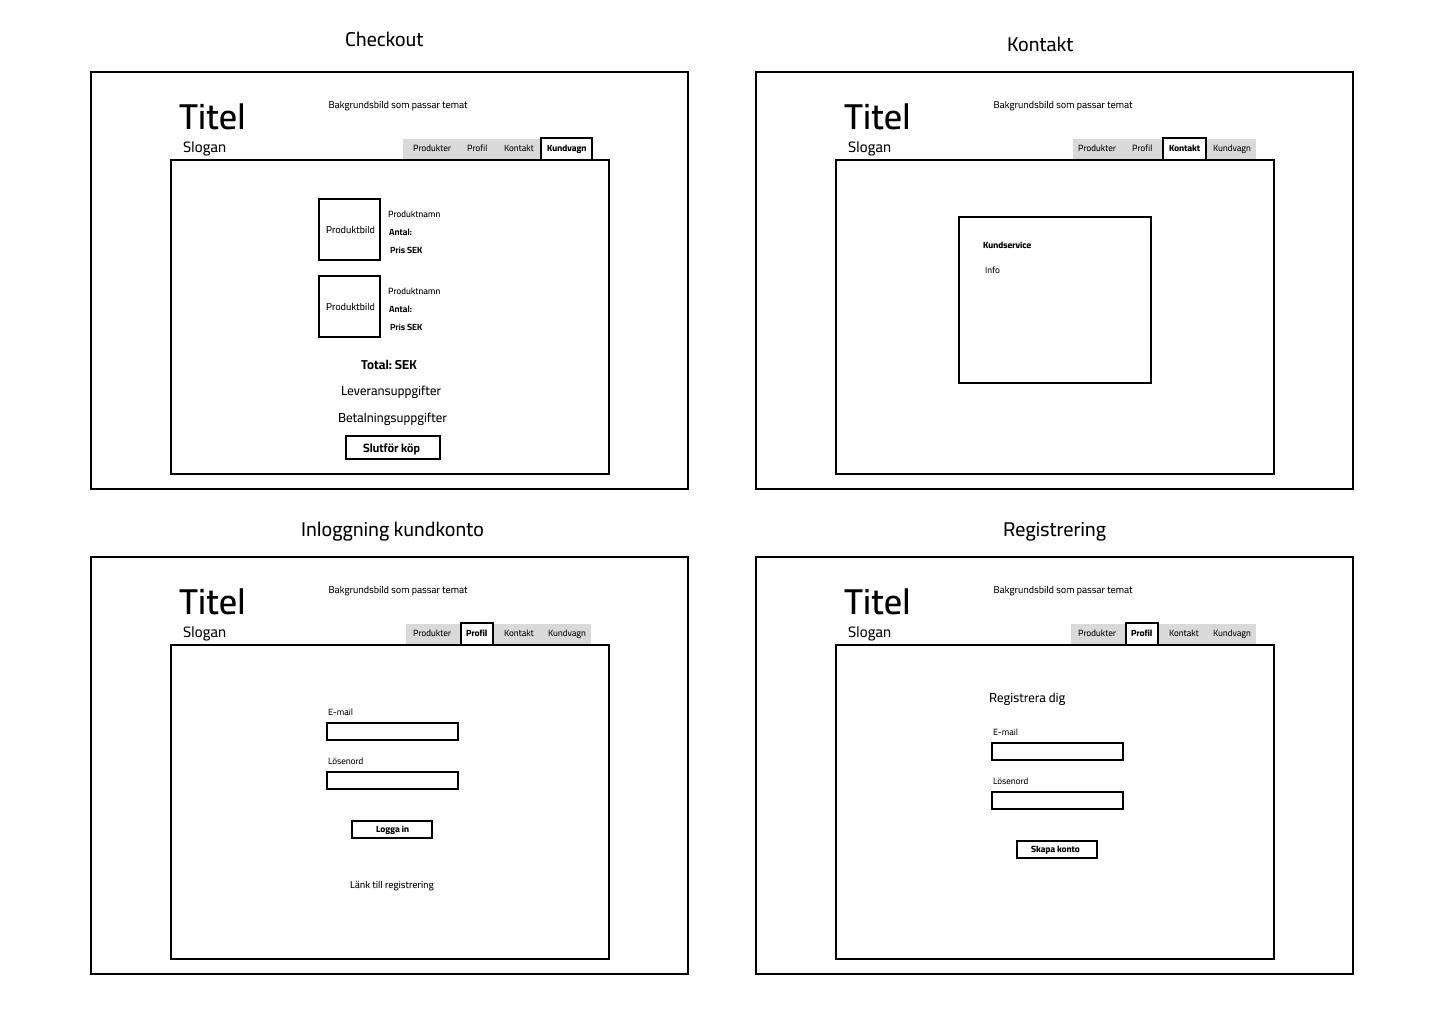 Checkout
Titel
Bakgrundsbild som passar temat
Slogan
Produkter Profil Kontakt Kundvagn
Produktbild
Produktnamn
Antal:
Pris SEK
Produktbild
Produktnamn
Antal:
Pris SEK
Total: SEK
Leveransuppgifter
Betalningsuppgifter
Slutför köp
Kontakt
Titel
Bakgrundsbild som passar temat
Slogan
Produkter Profil Kontakt Kundvagn
Kundservice
Info
Inloggning kundkonto
Titel
Bakgrundsbild som passar temat
Slogan
Produkter Profil Kontakt Kundvagn
E-mail
Lösenord
Logga in
Länk till registrering
Registrering
Titel
Bakgrundsbild som passar temat
Slogan
Produkter Profil Kontakt Kundvagn
Registrera dig
E-mail
Lösenord
Skapa konto